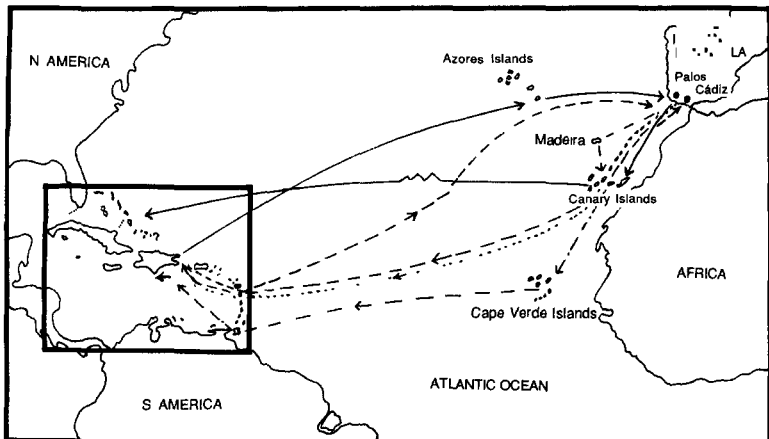 N AMERICA
Azores Islands
LA
Palos
Cádiz
Madeira
Canary Islands
AFRICA
Cape Verde Islands
ATLANTIC OCEAN
S AMERICA